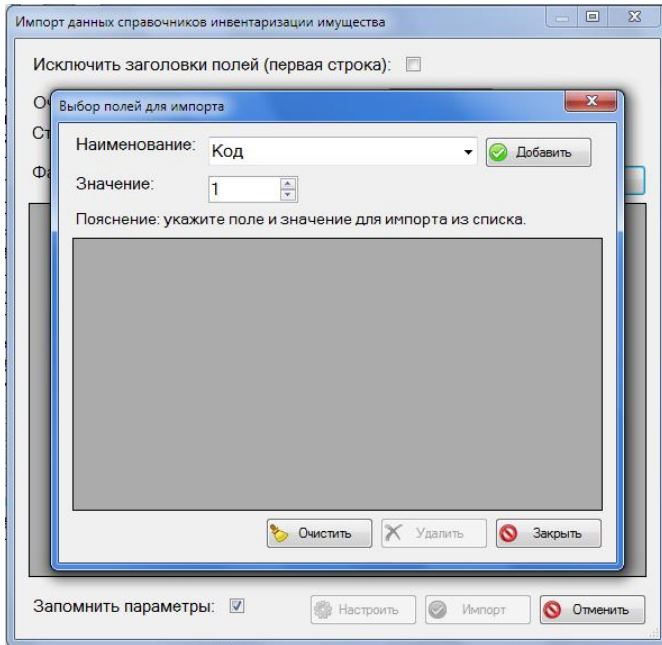 Импорт данных справочников инвентаризации имущества
Исключить заголовки полей (первая строка):
Выбор полей для импорта
Наименование: Код Добавить
Значение: 1
Пояснение: укажите поле и значение для импорта из списка.
Очистить Удалить Закрыть
Запомнить параметры: Настроить Импорт Отменить